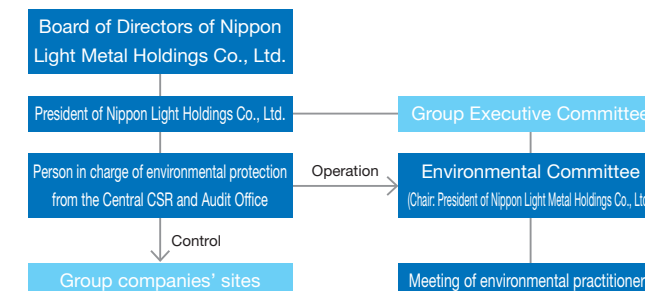 Board of Directors of Nippon
Light Metal Holdings Co., Ltd.
President of Nippon Light Holdings Co., Ltd.
Group Executive Committee
Person in charge of environmental protection
from the Central CSR and Audit Office
Operation
Environmental Committee
(Chair: President of Nippon Light Metal Holdings Co., Ltd
Control
Group companies' sites
Meeting of environmental practitioner